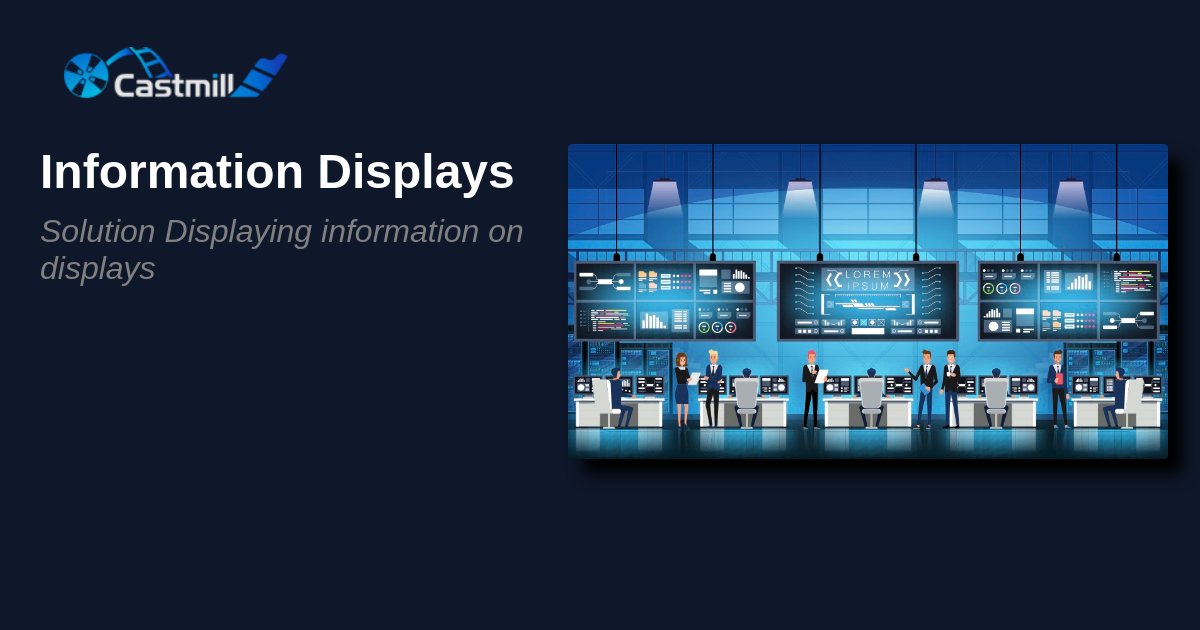 Castmill
Information Displays
Solution Displaying information on
displays
LOREM
IPSUM